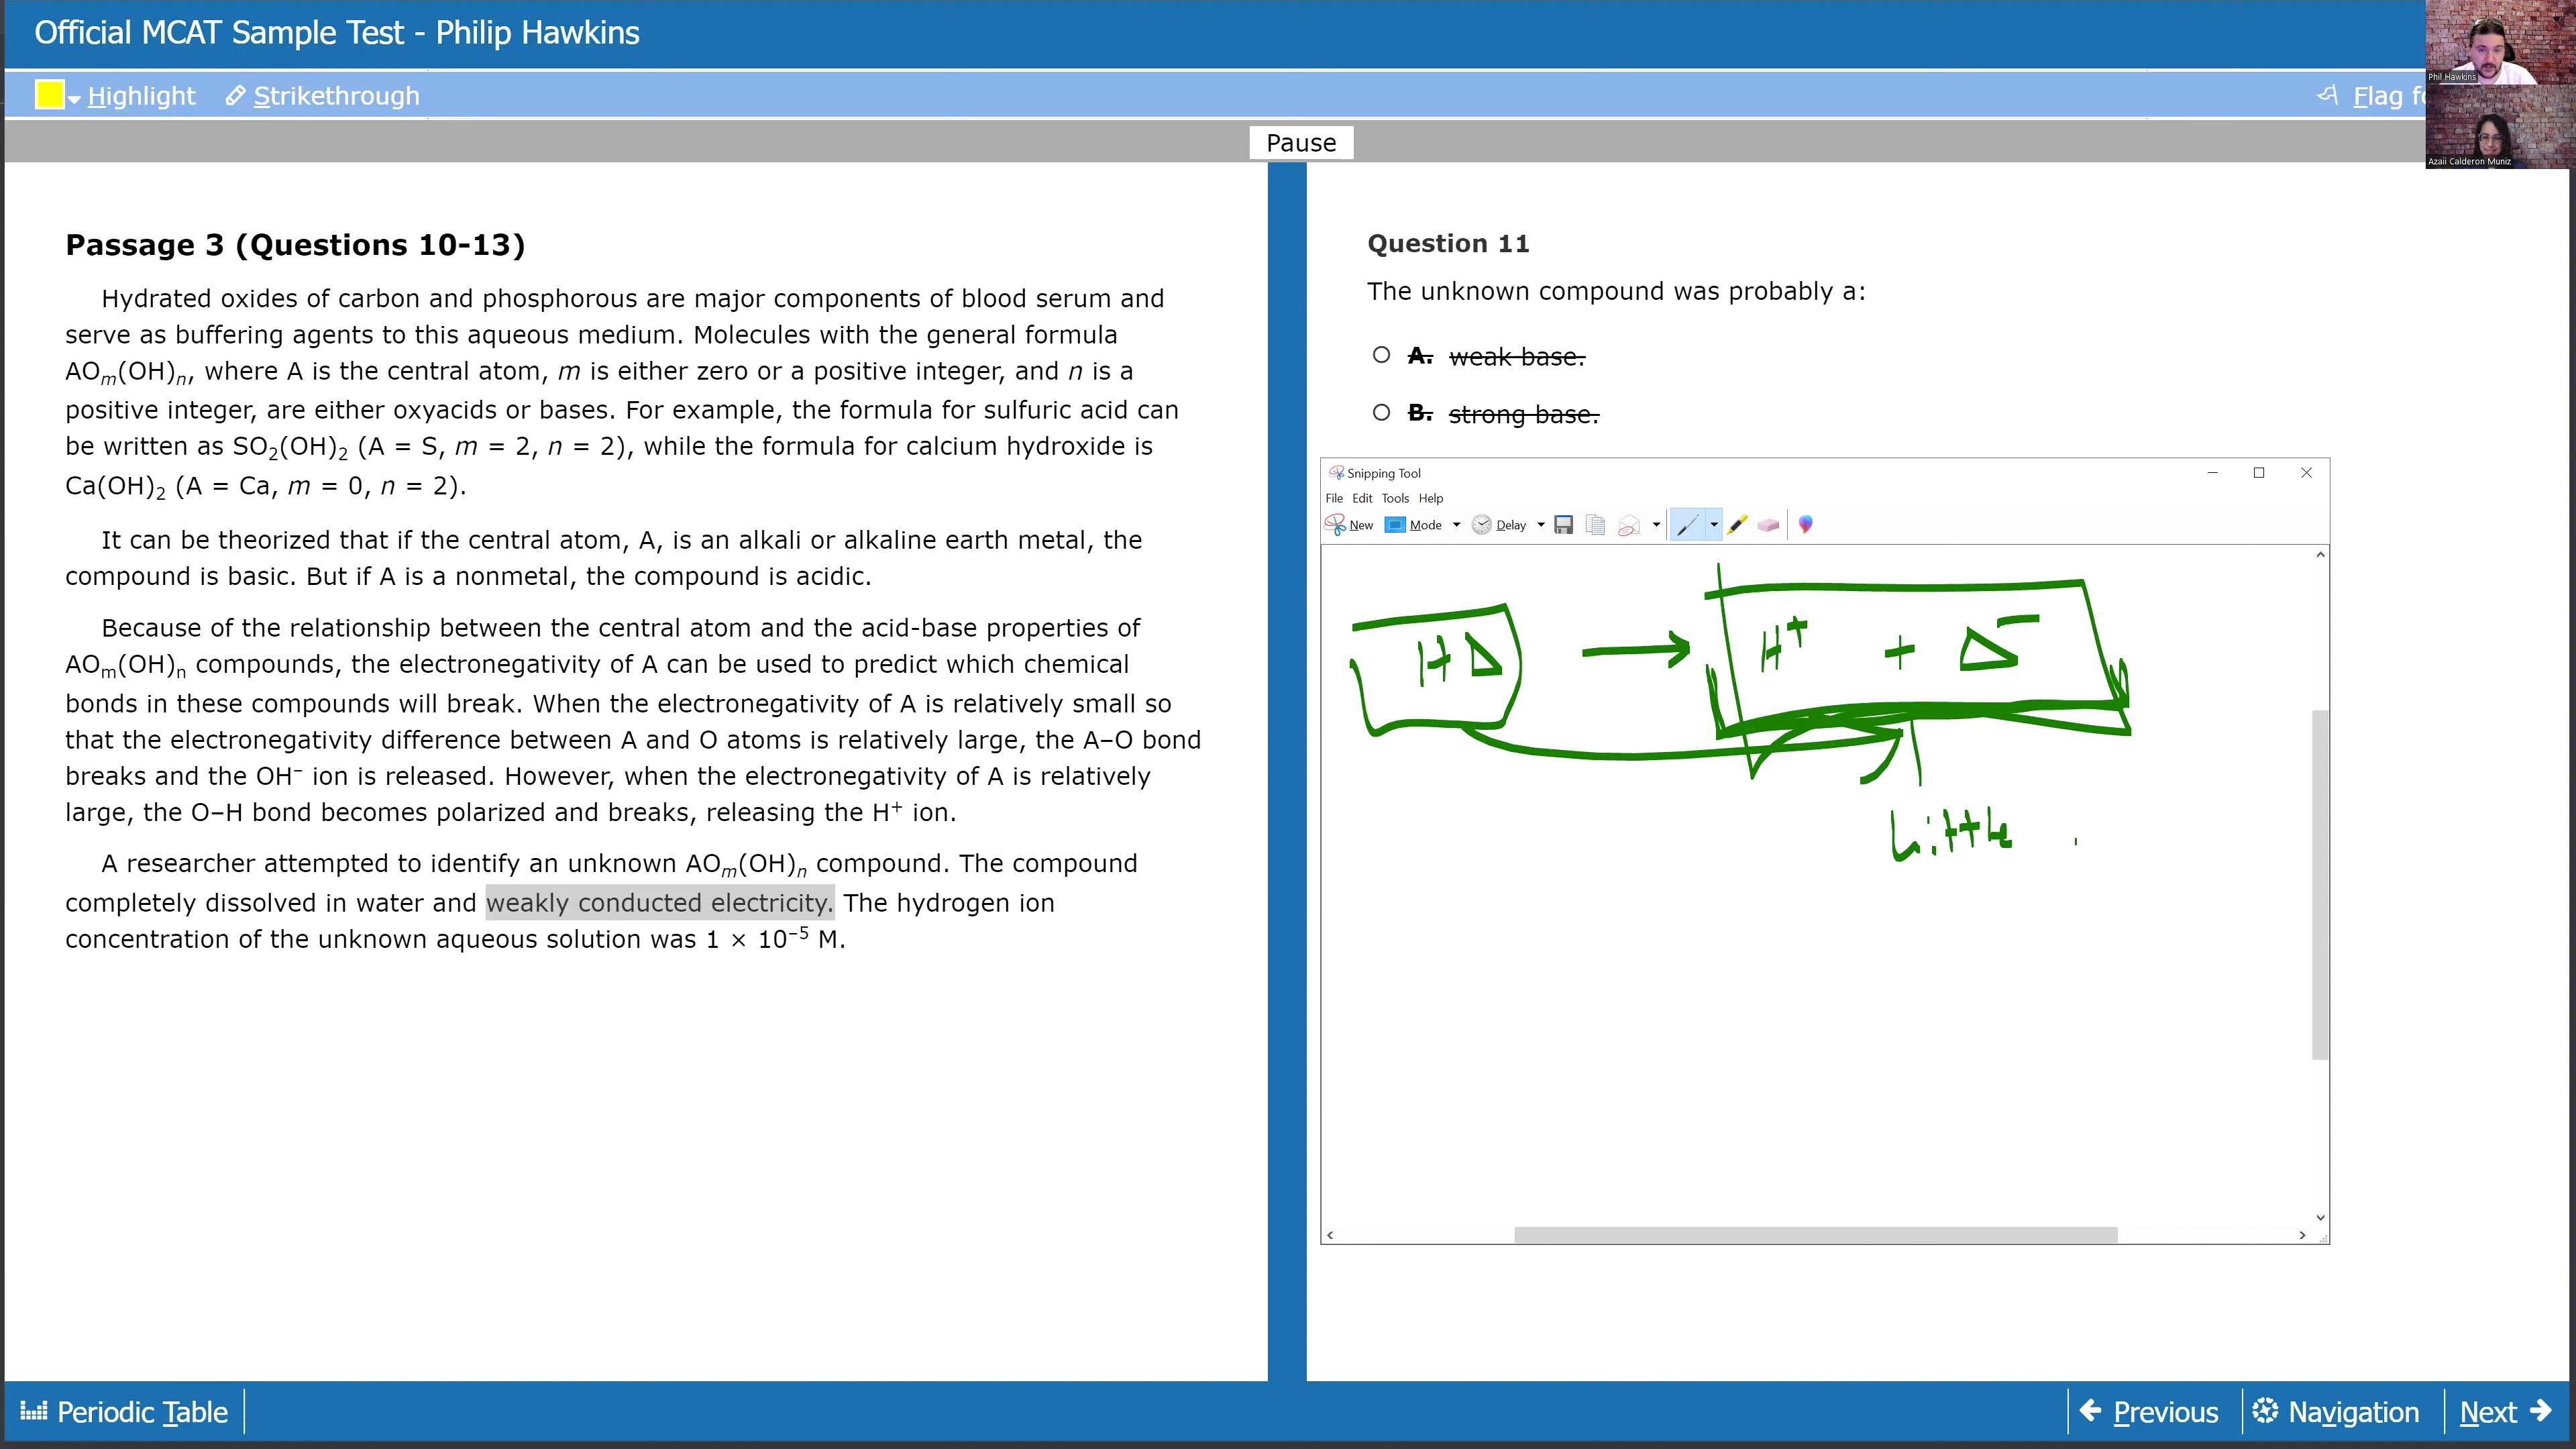 Official MCAT Sample Test - Philip Hawkins
Phil Hawkins
Highlight Strikethrough
Flag fo
Azaii Calderon Muniz
Pause
Passage 3 (Questions 10-13)
Hydrated oxides of carbon and phosphorous are major components of blood serum and
serve as buffering agents to this aqueous medium. Molecules with the general formula
AOₘ(OH)ₙ, where A is the central atom, m is either zero or a positive integer, and n is a
positive integer, are either oxyacids or bases. For example, the formula for sulfuric acid can
be written as SO₂(OH)₂ (A = S, m = 2, n = 2), while the formula for calcium hydroxide is
Ca(OH)₂ (A = Ca, m = 0, n = 2).
It can be theorized that if the central atom, A, is an alkali or alkaline earth metal, the
compound is basic. But if A is a nonmetal, the compound is acidic.
Because of the relationship between the central atom and the acid-base properties of
AOₘ(OH)ₙ compounds, the electronegativity of A can be used to predict which chemical
bonds in these compounds will break. When the electronegativity of A is relatively small so
that the electronegativity difference between A and O atoms is relatively large, the A–O bond
breaks and the OH⁻ ion is released. However, when the electronegativity of A is relatively
large, the O–H bond becomes polarized and breaks, releasing the H⁺ ion.
A researcher attempted to identify an unknown AOₘ(OH)ₙ compound. The compound
completely dissolved in water and weakly conducted electricity. The hydrogen ion
concentration of the unknown aqueous solution was 1 × 10⁻⁵ M.
Question 11
The unknown compound was probably a:
A. weak base.
B. strong base.
Snipping Tool
File Edit Tools Help
New Mode Delay
H⁺ +
Little
Periodic Table
Previous Navigation Next